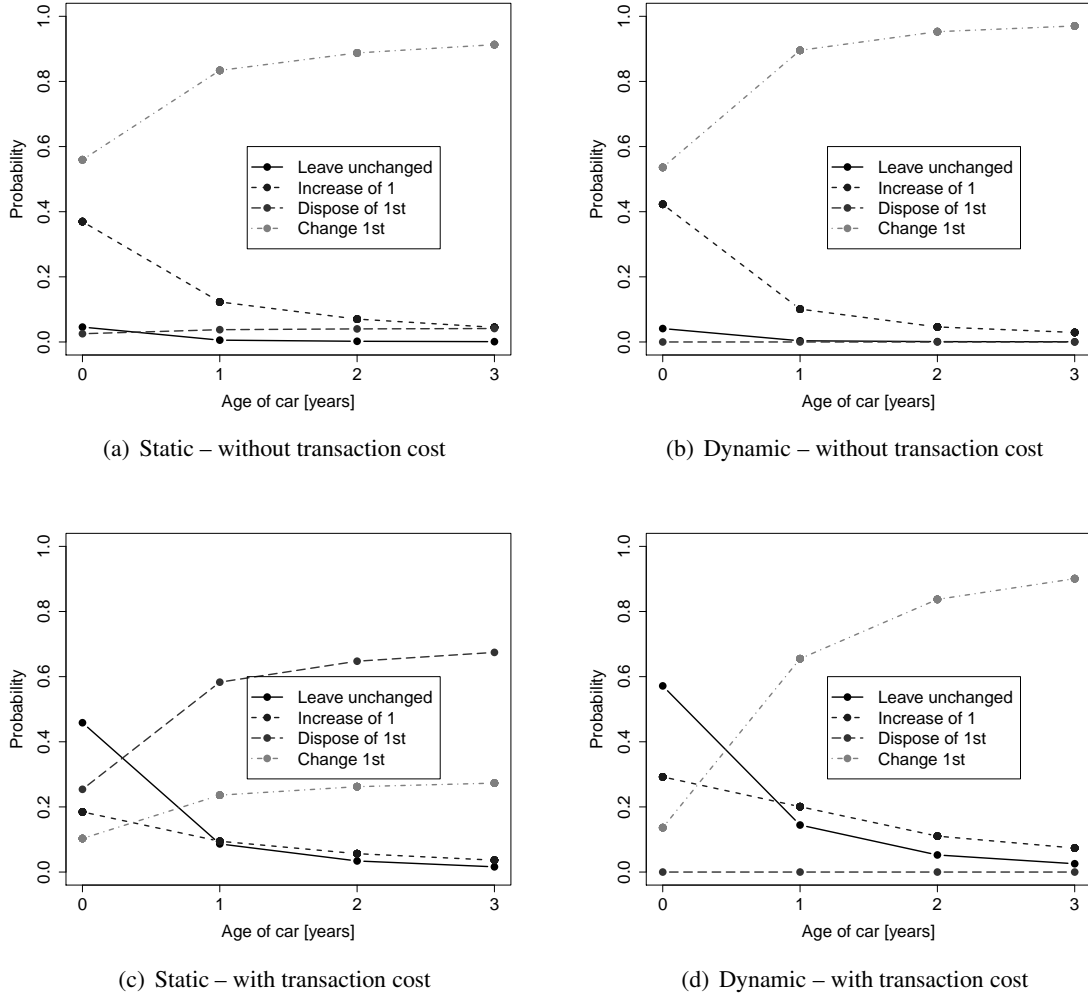 1.0
0.8
0.6
0.4
0.2
0.0
Probability
Leave unchanged
Increase of 1
Dispose of 1st
Change 1st
0 1 2 3
Age of car [years]
(a) Static – without transaction cost
1.0
0.8
0.6
0.4
0.2
0.0
Probability
Leave unchanged
Increase of 1
Dispose of 1st
Change 1st
0 1 2 3
Age of car [years]
(b) Dynamic – without transaction cost
1.0
0.8
0.6
0.4
0.2
0.0
Probability
Leave unchanged
Increase of 1
Dispose of 1st
Change 1st
0 1 2 3
Age of car [years]
(c) Static – with transaction cost
1.0
0.8
0.6
0.4
0.2
0.0
Probability
Leave unchanged
Increase of 1
Dispose of 1st
Change 1st
0 1 2 3
Age of car [years]
(d) Dynamic – with transaction cost